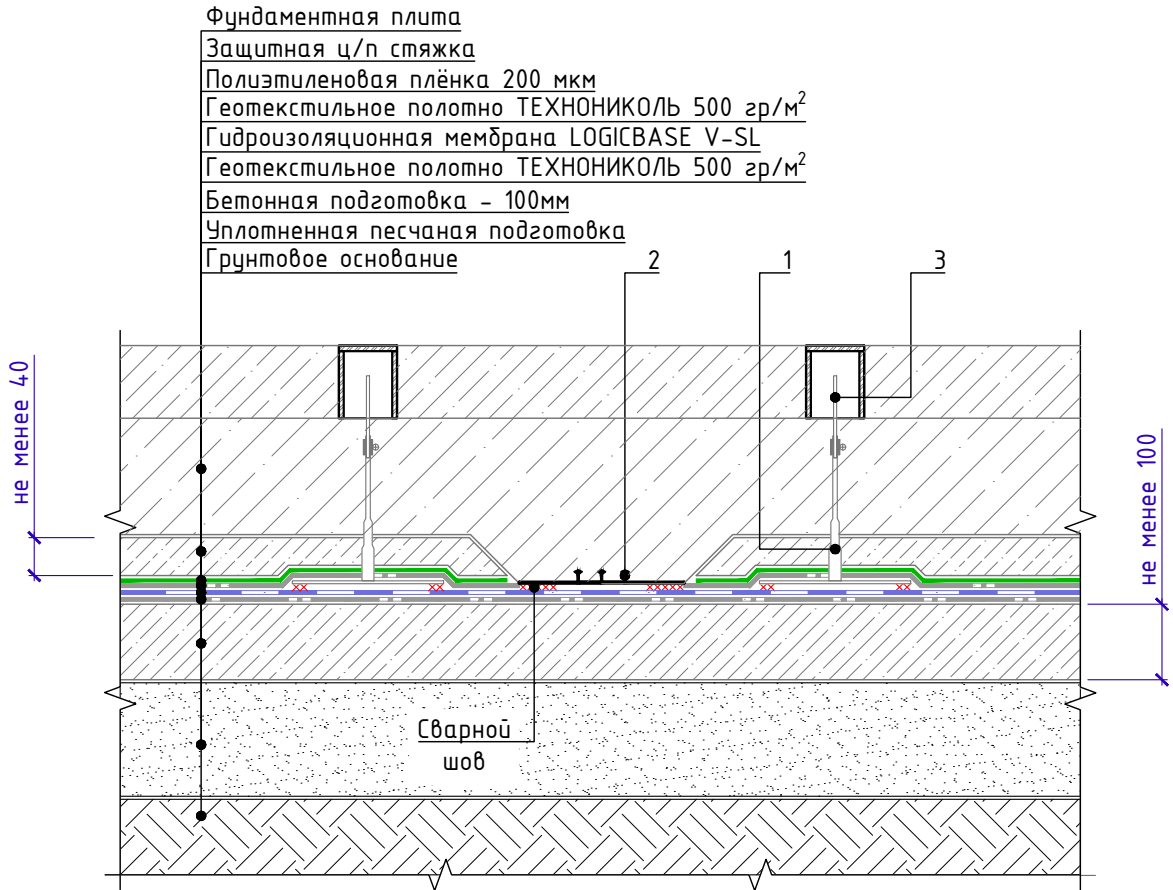 Фундаментная плита
Защитная ц/п стяжка
Полиэтиленовая плёнка 200 мкм
Геотекстильное полотно ТЕХНОНИКОЛЬ 500 гр/м²
Гидроизоляционная мембрана LOGICBASE V-SL
Геотекстильное полотно ТЕХНОНИКОЛЬ 500 гр/м²
Бетонная подготовка - 100мм
Уплотненная песчаная подготовка
Грунтовое основание
2
1
3
не менее 40
не менее 100
Сварной
шов